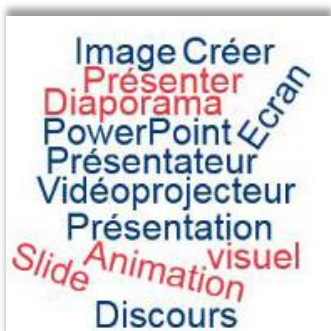 Image Créer
Présenter
Diaporama
Ecran
PowerPoint
Présentateur
Vidéoprojecteur
Présentation
Slide Animation visuel
Discours